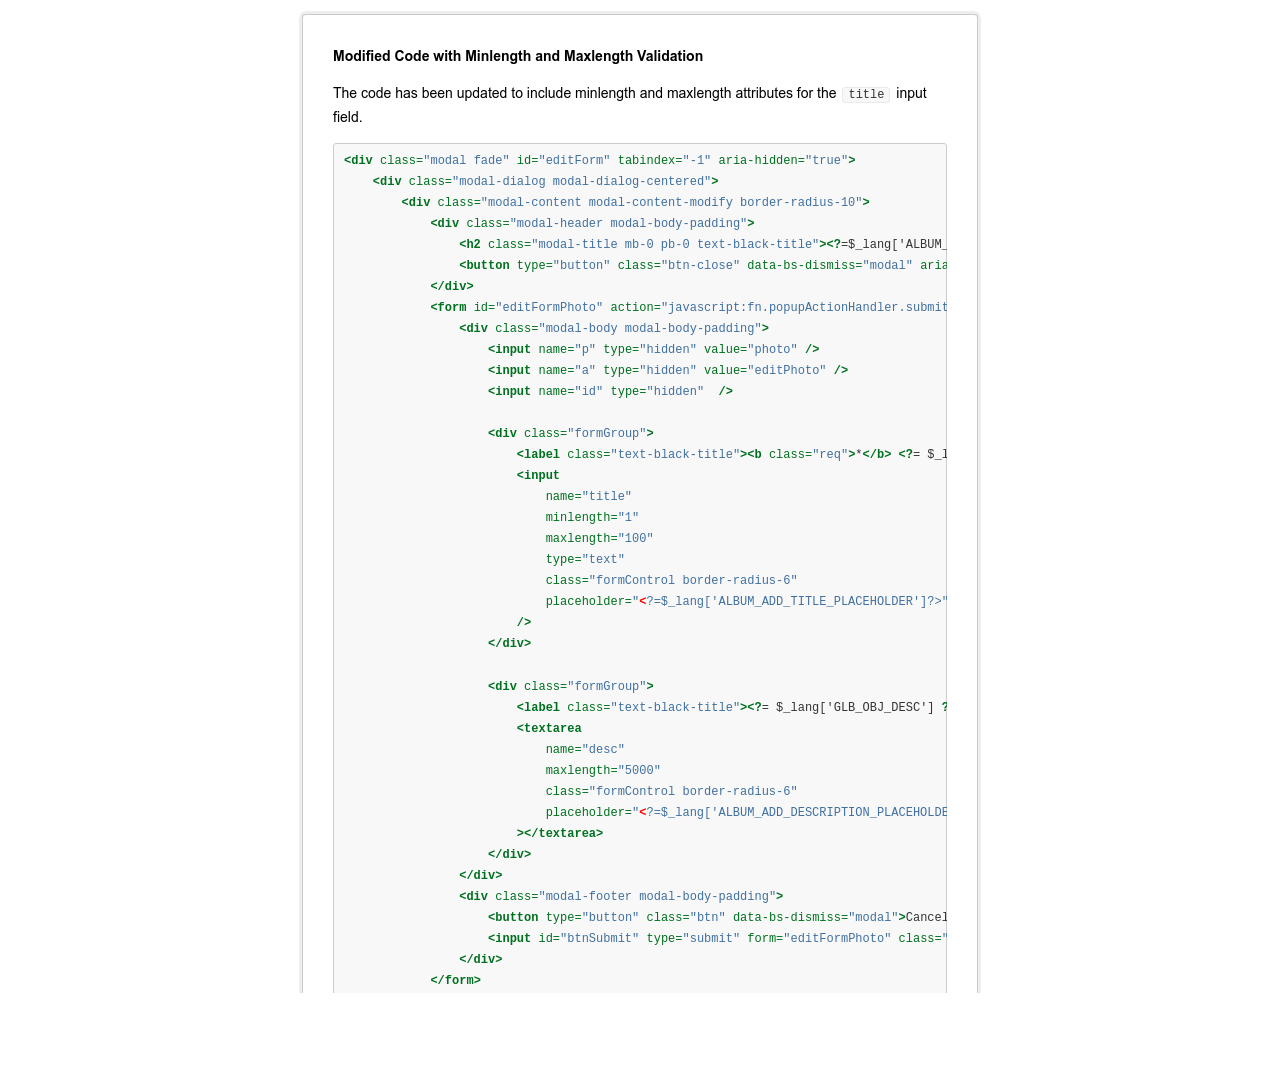 Modified Code with Minlength and Maxlength Validation
The code has been updated to include minlength and maxlength attributes for the title input
field.
<div class="modal fade" id="editForm" tabindex="-1" aria-hidden="true">
    <div class="modal-dialog modal-dialog-centered">
        <div class="modal-content modal-content-modify border-radius-10">
            <div class="modal-header modal-body-padding">
                <h2 class="modal-title mb-0 pb-0 text-black-title"><?=$_lang['ALBUM_
                <button type="button" class="btn-close" data-bs-dismiss="modal" aria
            </div>
            <form id="editFormPhoto" action="javascript:fn.popupActionHandler.submit
                <div class="modal-body modal-body-padding">
                    <input name="p" type="hidden" value="photo" />
                    <input name="a" type="hidden" value="editPhoto" />
                    <input name="id" type="hidden"  />
                    <div class="formGroup">
                        <label class="text-black-title"><b class="req">*</b> <?= $_l
                        <input
                            name="title"
                            minlength="1"
                            maxlength="100"
                            type="text"
                            class="formControl border-radius-6"
                            placeholder="<?=$_lang['ALBUM_ADD_TITLE_PLACEHOLDER']?>"
                        />
                    </div>
                    <div class="formGroup">
                        <label class="text-black-title"><?= $_lang['GLB_OBJ_DESC'] ?
                        <textarea
                            name="desc"
                            maxlength="5000"
                            class="formControl border-radius-6"
                            placeholder="<?=$_lang['ALBUM_ADD_DESCRIPTION_PLACEHOLDE
                        ></textarea>
                    </div>
                </div>
                <div class="modal-footer modal-body-padding">
                    <button type="button" class="btn" data-bs-dismiss="modal">Cancel
                    <input id="btnSubmit" type="submit" form="editFormPhoto" class="
                </div>
            </form>